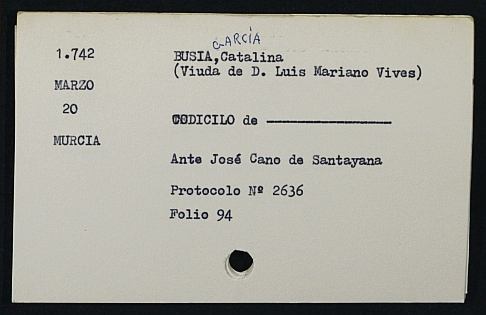 GARCÍA
1.742 BUSIA,Catalina
(Viuda de D. Luis Mariano Vives)
MARZO
20 CODICILO de ----------------
MURCIA
Ante José Cano de Santayana
Protocolo Nº 2636
Folio 94